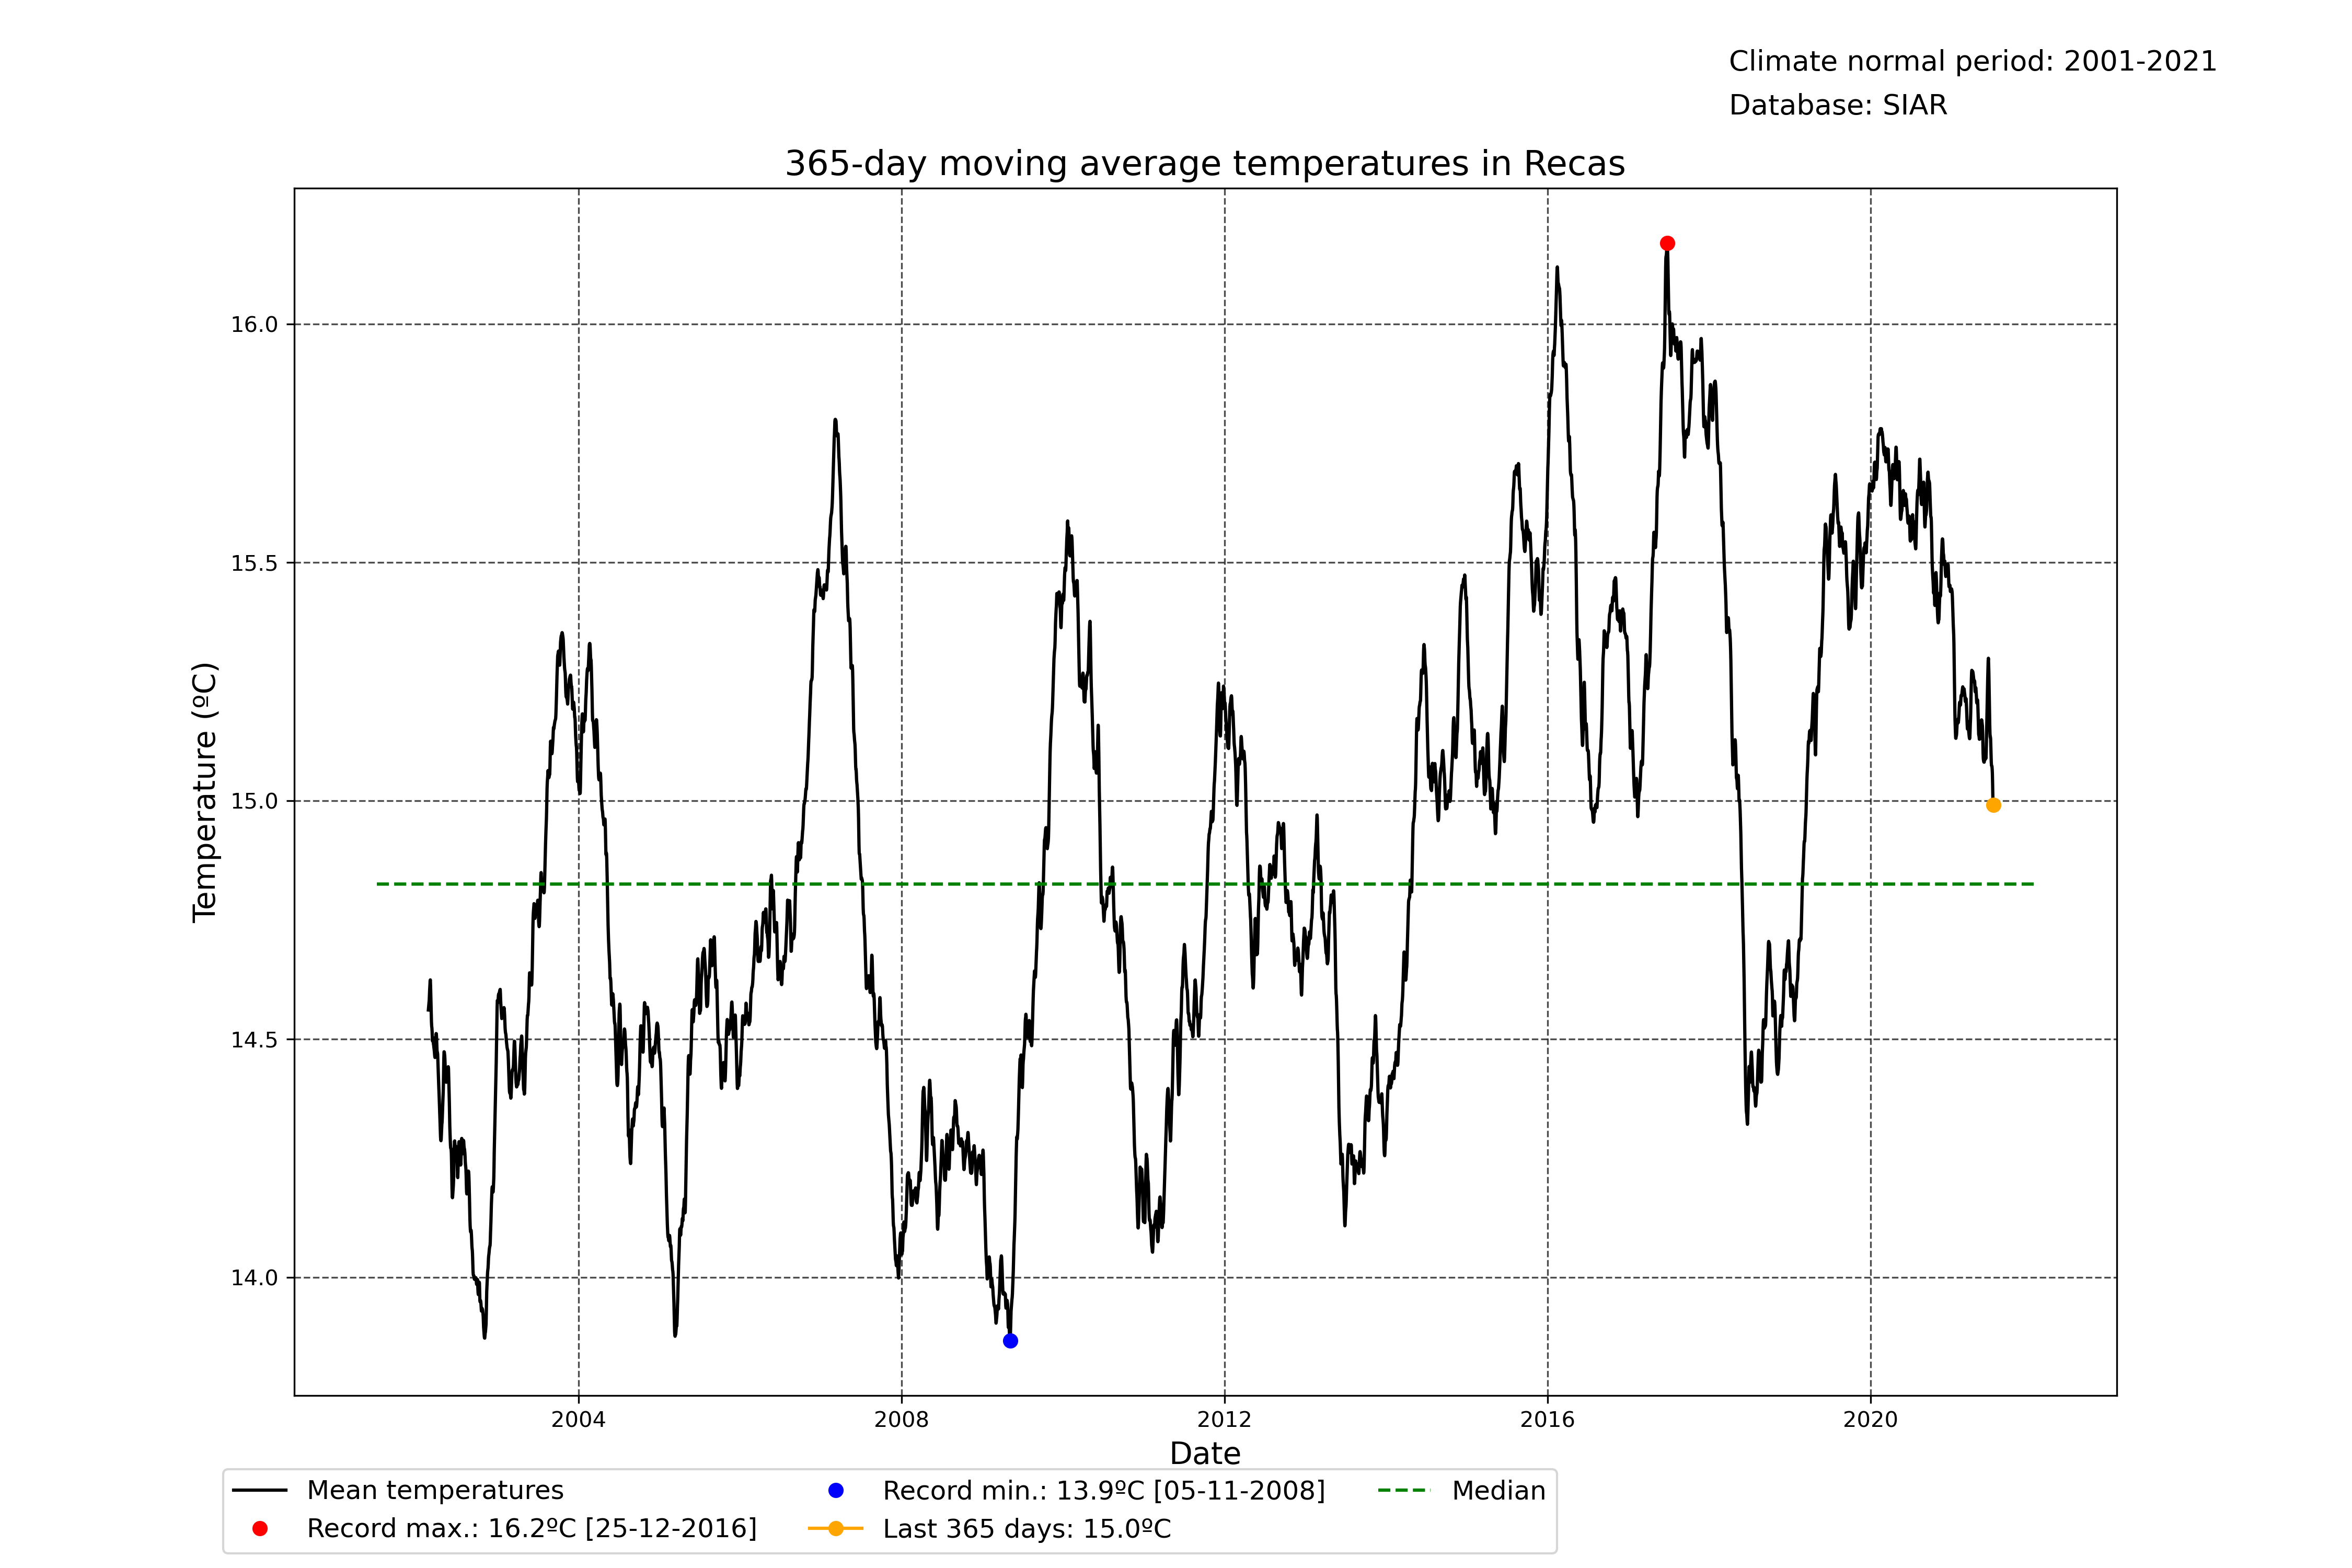 Climate normal period: 2001-2021
Database: SIAR
365-day moving average temperatures in Recas
Temperature (ºC)
16.0
15.5
15.0
14.5
14.0
2004
2008
2012
2016
2020
Date
Mean temperatures
Record max.: 16.2ºC [25-12-2016]
Record min.: 13.9ºC [05-11-2008]
Last 365 days: 15.0ºC
Median